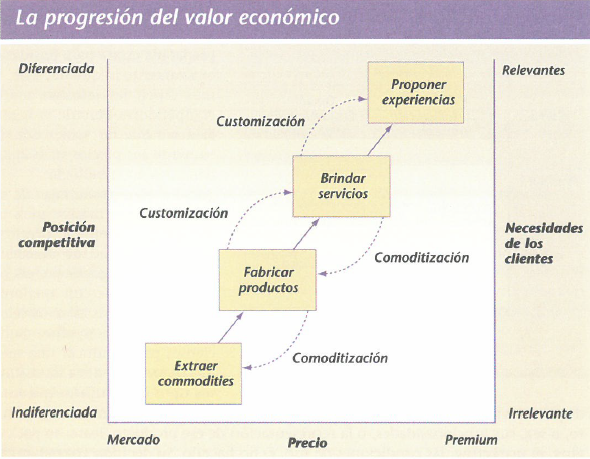 La progresión del valor económico
Diferenciada
Relevantes
Proponer
experiencias
Customización
Brindar
servicios
Customización
Posición
competitiva
Necesidades
de los
clientes
Comoditización
Fabricar
productos
Comoditización
Extraer
commodities
Indiferenciada
Irrelevante
Mercado
Precio
Premium